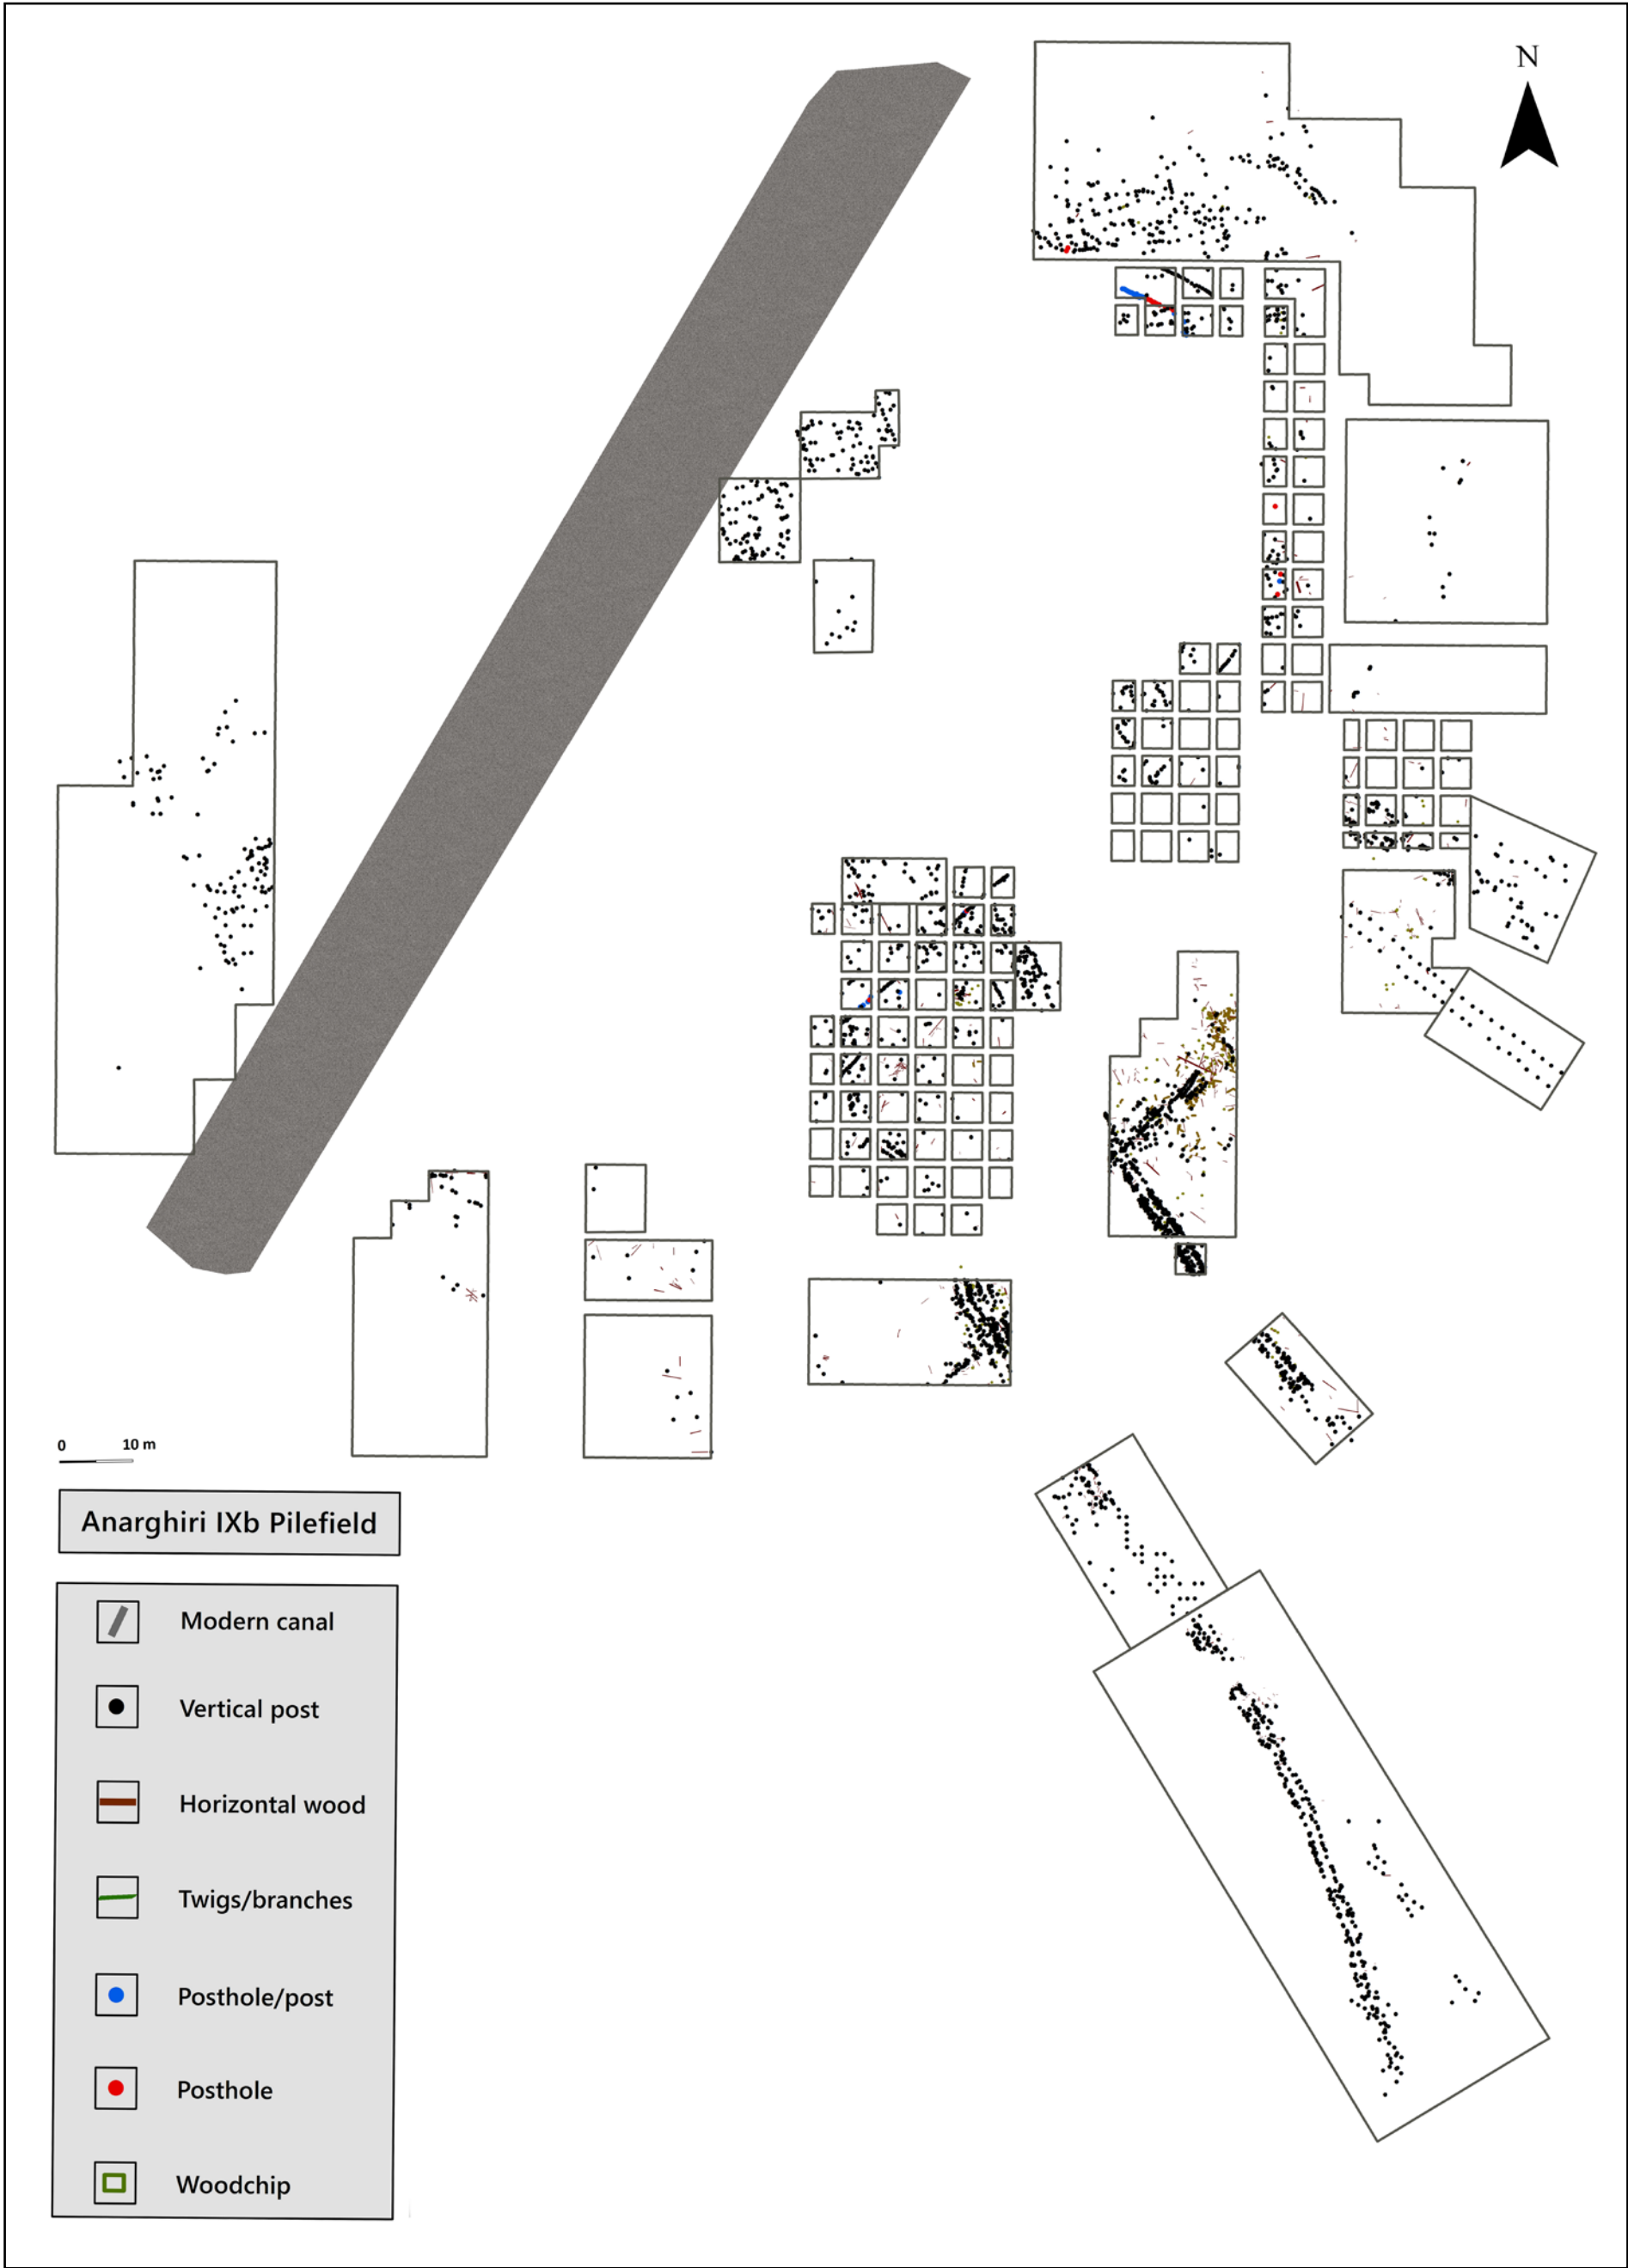 N
0 10 m
Anarghiri IXb Pilefield
Modern canal
Vertical post
Horizontal wood
Twigs/branches
Posthole/post
Posthole
Woodchip